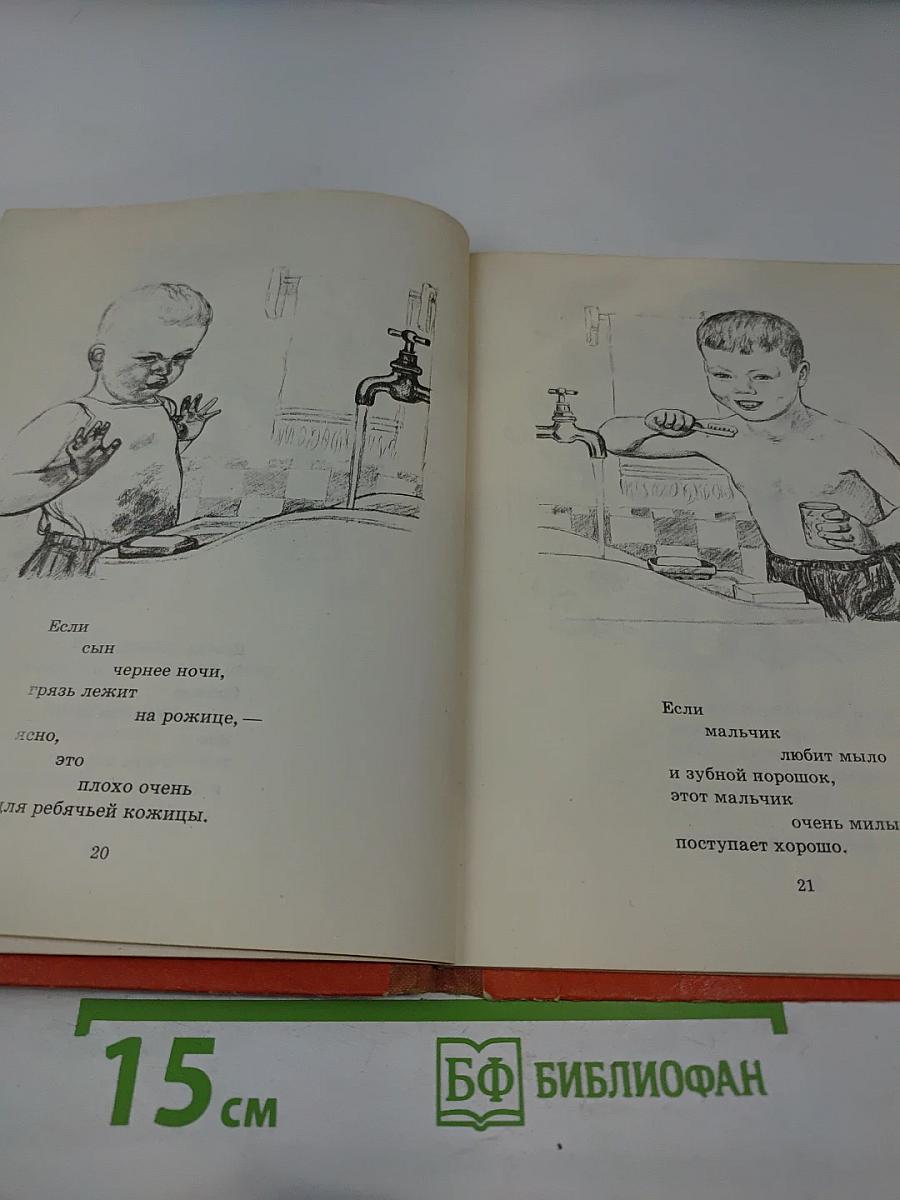 Если
сын
чернее ночи,
грязь лежит
на рожице, —
ясно,
это
плохо очень
для ребячьей кожицы.
20
Если
мальчик
любит мыло
и зубной порошок,
этот мальчик
очень милы
поступает хорошо.
21
15 см
БФ БИБЛИОФАН